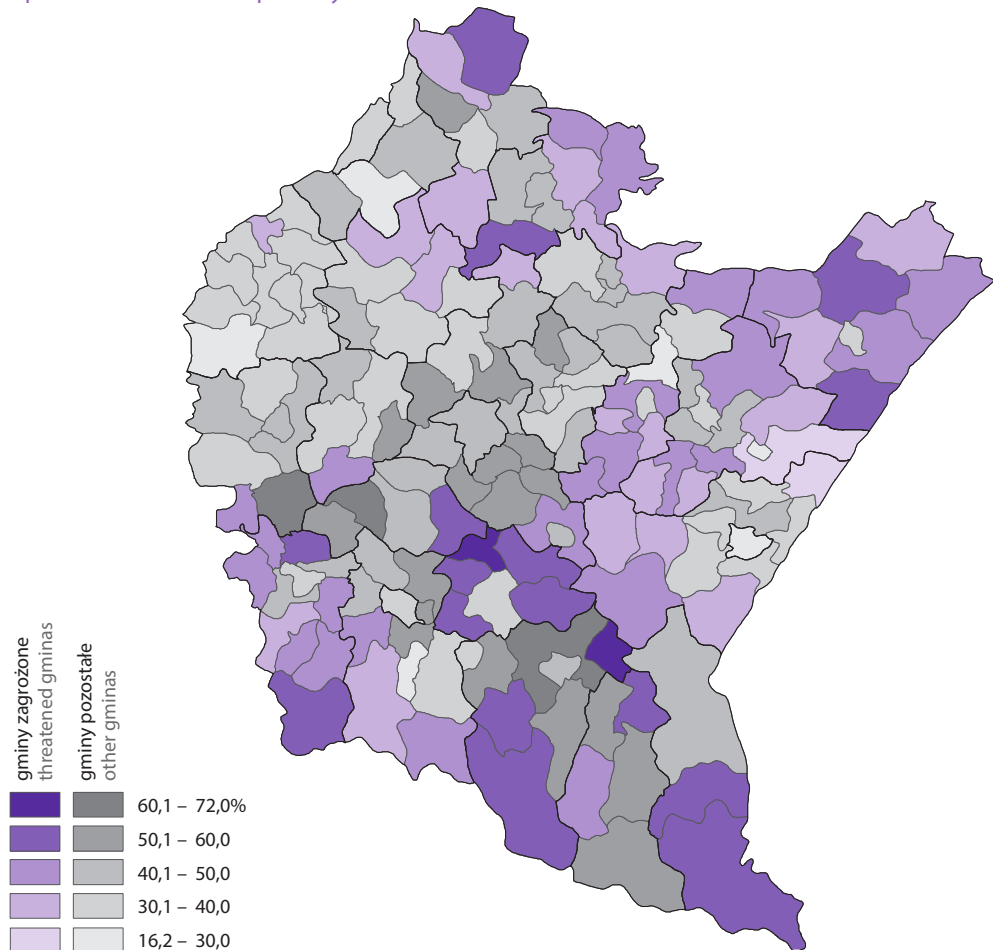 gminy zagrożone
threatened gminas
gminy pozostałe
other gminas
60,1 – 72,0%
50,1 – 60,0
40,1 – 50,0
30,1 – 40,0
16,2 – 30,0